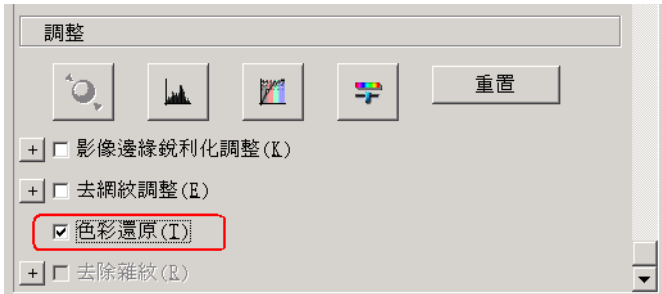 調整
重置
+ 影像邊緣銳利化調整(K)
+ 去網紋調整(E)
色彩還原(T)
+ 去除雜紋(R)